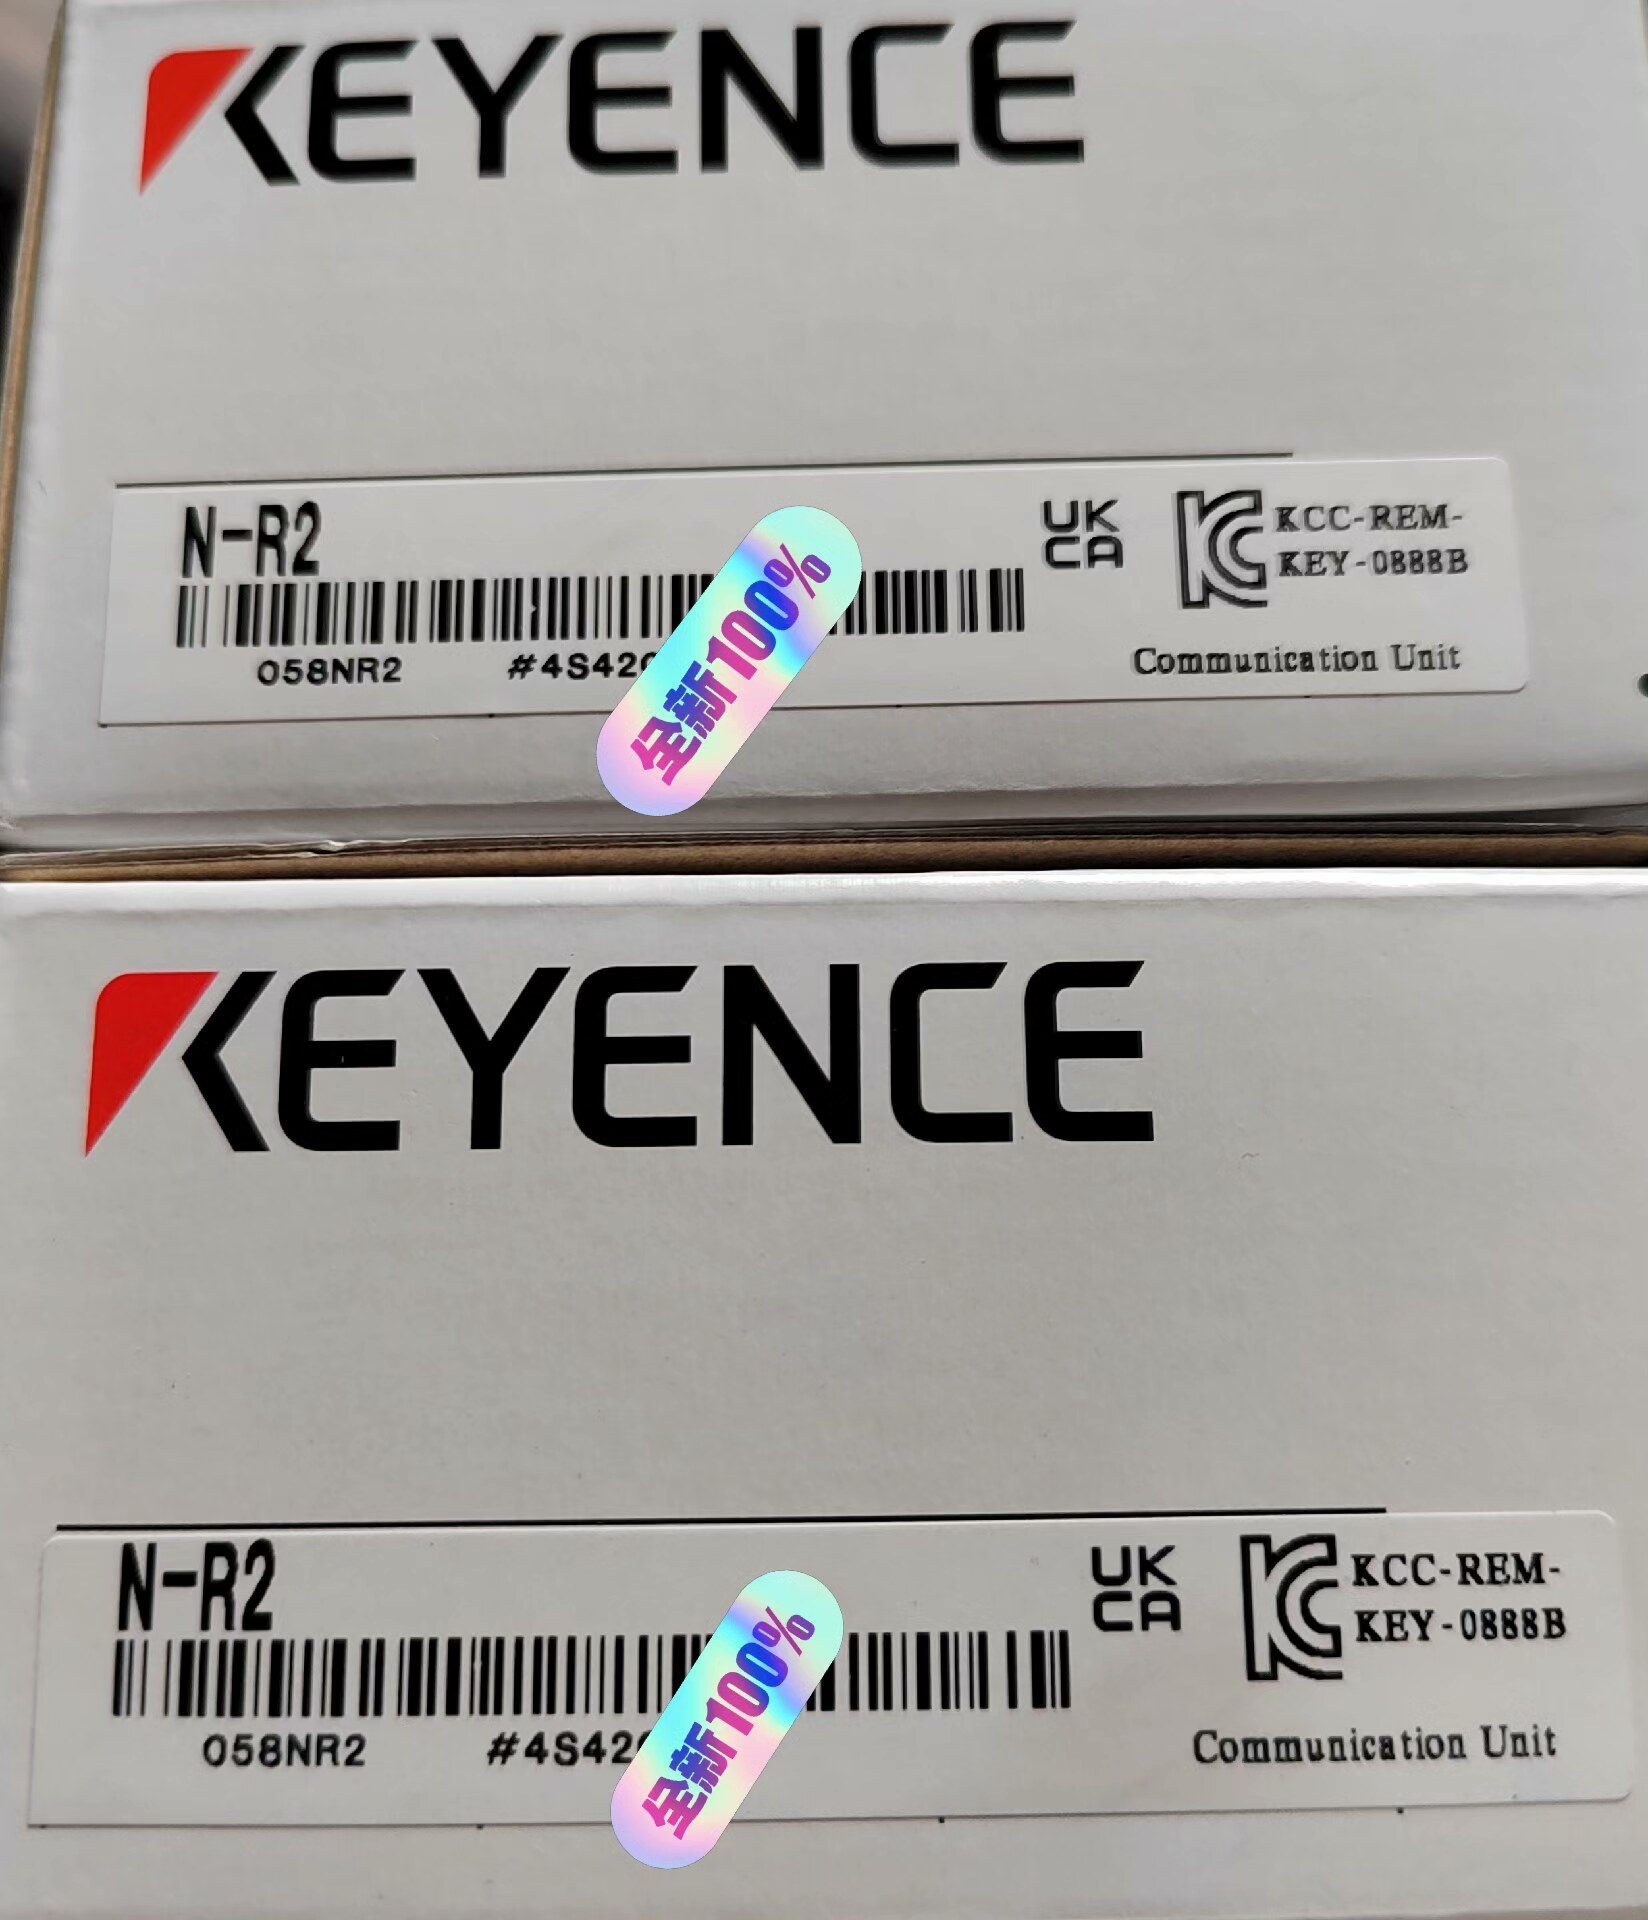 KEYENCE
N-R2
UK
CA
KCC-REM-
KEY-0888B
058NR2 #4S42
Communication Unit
全新100%
KEYENCE
N-R2
UK
CA
KCC-REM-
KEY-0888B
058NR2 #4S42
Communication Unit
全新100%